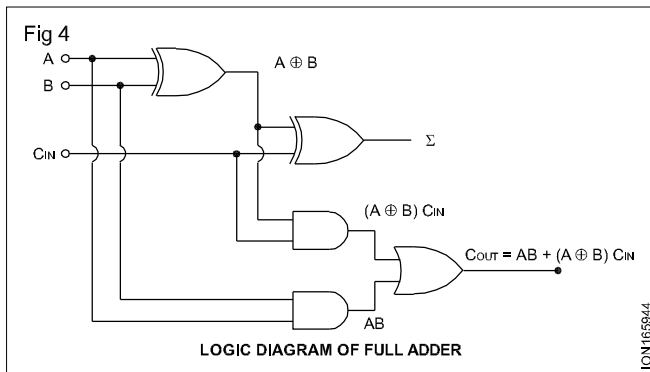 Fig 4
A
A ⊕ B
B
Σ
CIN
(A ⊕ B) CIN
COUT = AB + (A ⊕ B) CIN
AB
LOGIC DIAGRAM OF FULL ADDER
ION165944